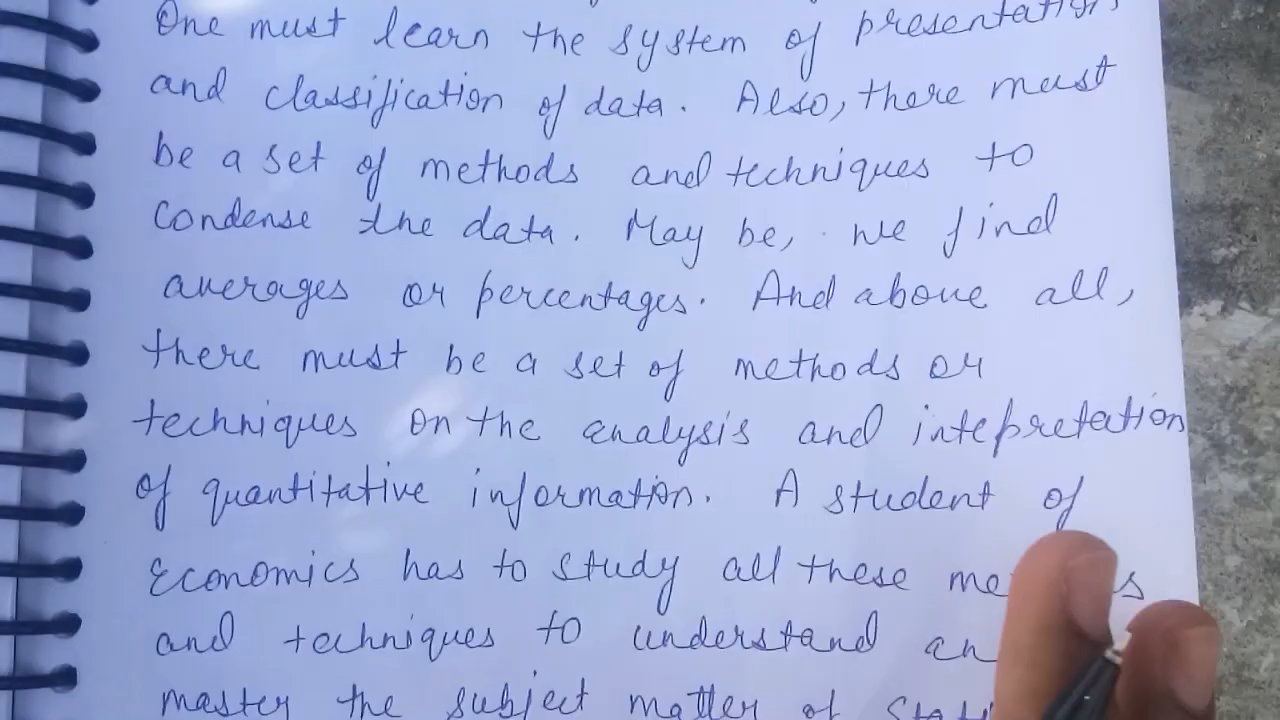 One must learn the system of presentation
and classification of data. Also, there must
be a set of methods and techniques to
condense the data. May be, we find
averages or percentages. And above all,
there must be a set of methods or
techniques on the analysis and intepretation
of quantitative information. A student of
Economics has to study all these
and techniques to understand
master the subject matter of